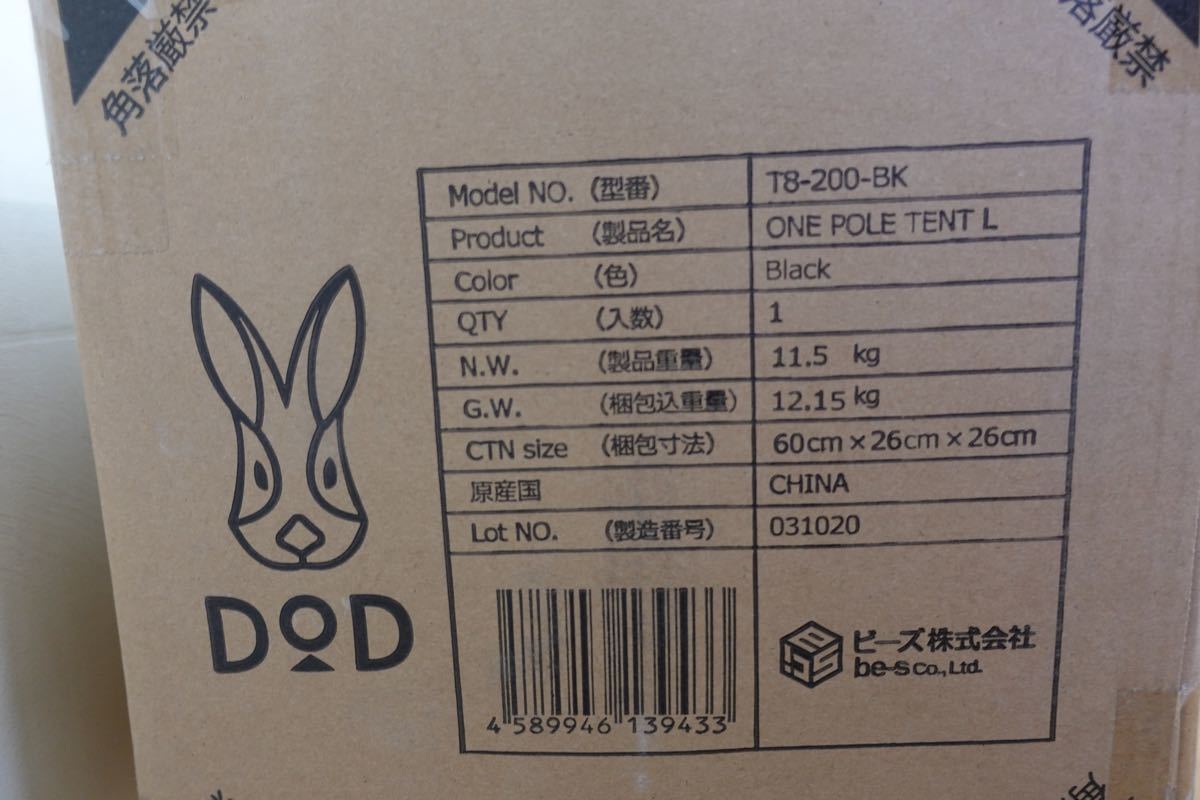 角落厳禁
落厳禁
Model NO. (型番) T8-200-BK
Product (製品名) ONE POLE TENT L
Color (色) Black
QTY (入数) 1
N.W. (製品重量) 11.5 kg
G.W. (梱包込重量) 12.15 kg
CTN size (梱包寸法) 60cm×26cm×26cm
原産国 CHINA
Lot NO. (製造番号) 031020
DOD
4 589946 139433
ビーズ株式会社
be-s Co., Ltd.
角